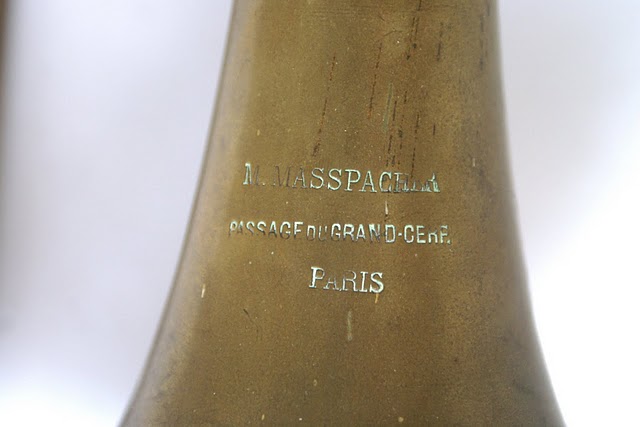 M. MASSPACHER
PASSAGE DU GRAND-CERF.
PARIS